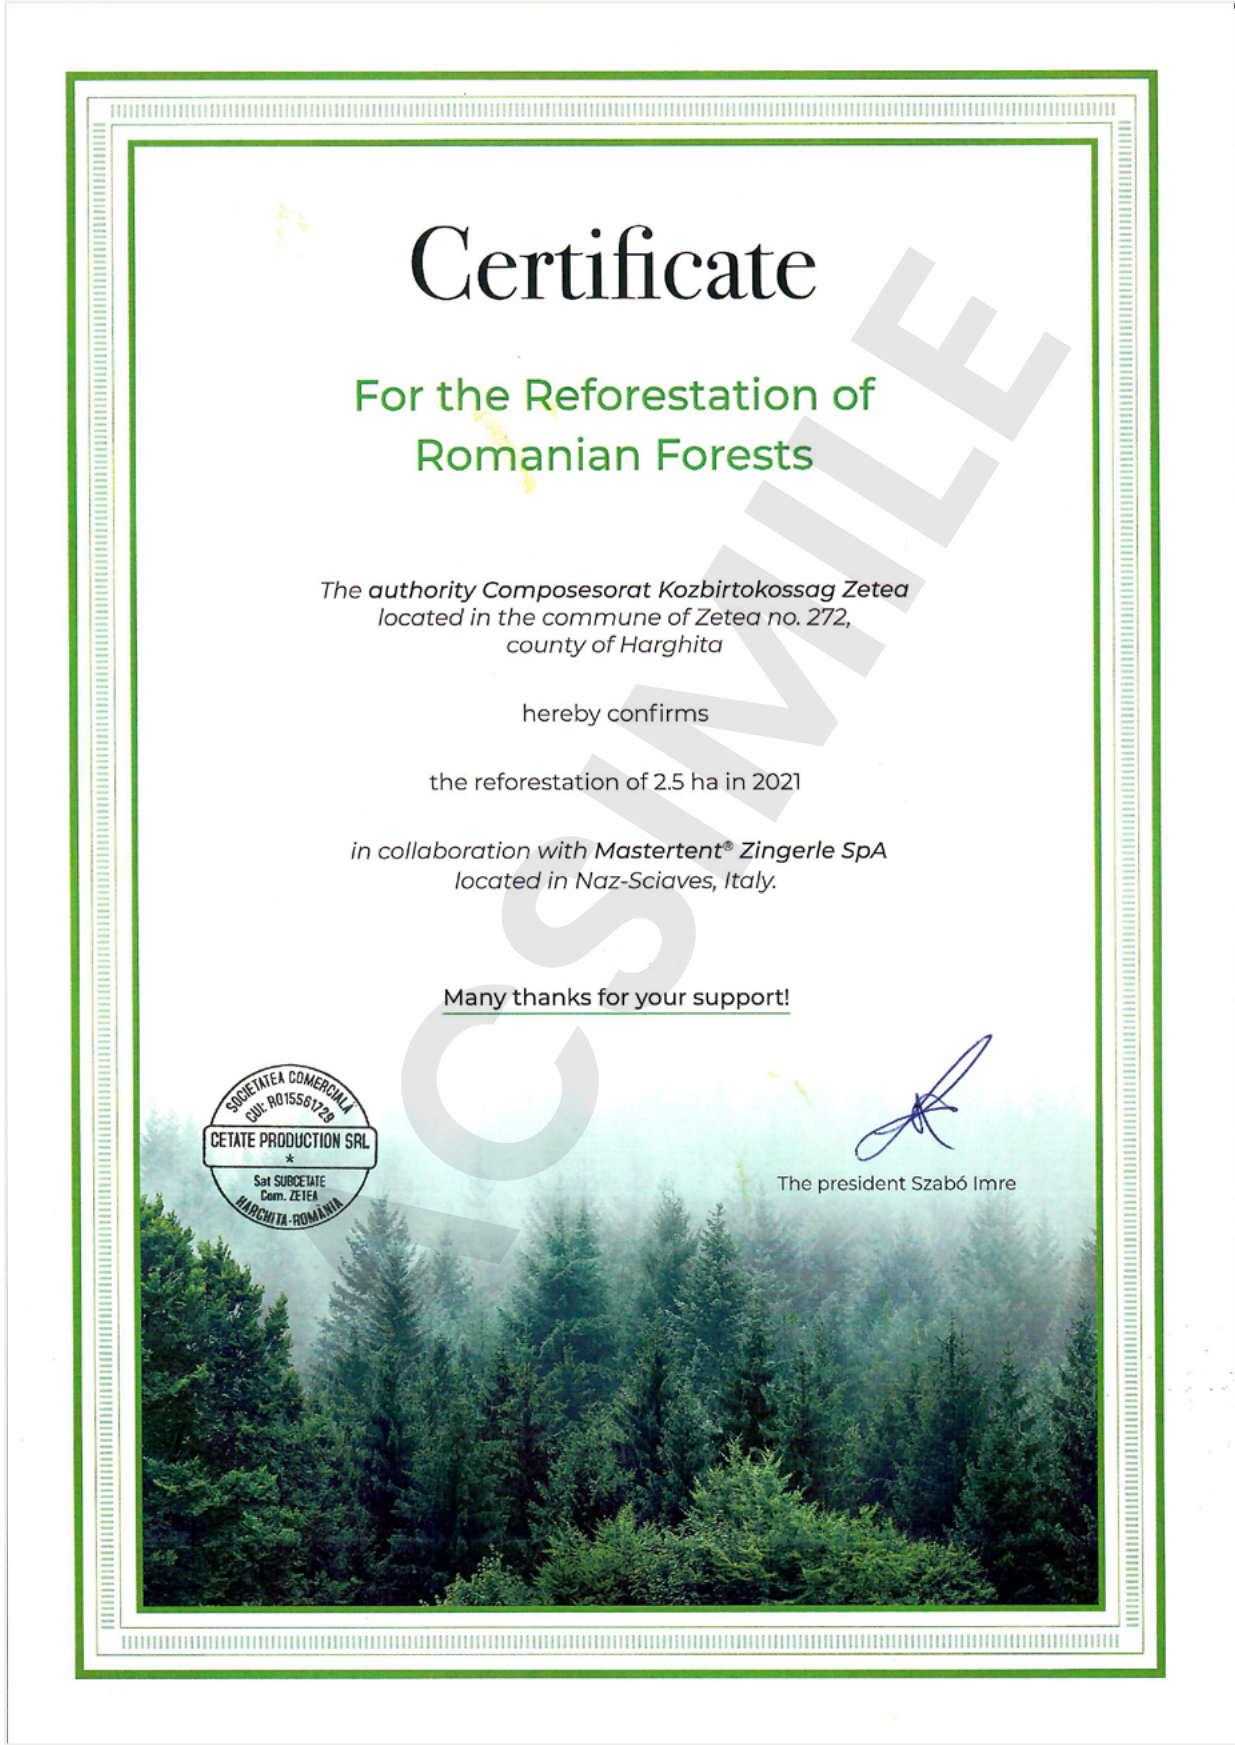 Certificate
For the Reforestation of
Romanian Forests
The authority Composesorat Kozbirtokossag Zetea
located in the commune of Zetea no. 272,
county of Harghita
hereby confirms
the reforestation of 2.5 ha in 2021
in collaboration with Mastertent® Zingerle SpA
located in Naz-Sciaves, Italy.
Many thanks for your support!
SOCIETATEA COMERCIALĂ
CUI: RO15561729
CETATE PRODUCTION SRL
*
Sat SUBCETATE
Com. ZETEA
HARGHITA-ROMÂNIA
The president Szabó Imre
ACSIMILE